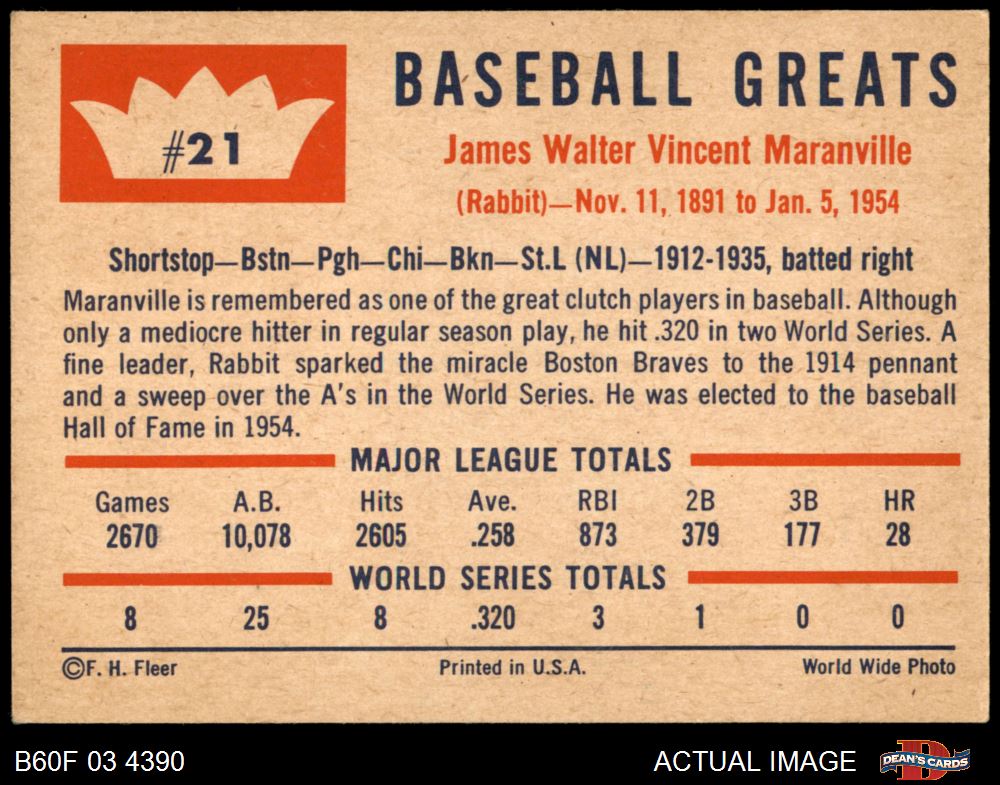 #21
BASEBALL GREATS
James Walter Vincent Maranville
(Rabbit)—Nov. 11, 1891 to Jan. 5, 1954
Shortstop—Bstn—Pgh—Chi—Bkn—St.L (NL)—1912-1935, batted right
Maranville is remembered as one of the great clutch players in baseball. Although
only a mediocre hitter in regular season play, he hit .320 in two World Series. A
fine leader, Rabbit sparked the miracle Boston Braves to the 1914 pennant
and a sweep over the A's in the World Series. He was elected to the baseball
Hall of Fame in 1954.
MAJOR LEAGUE TOTALS
Games A.B. Hits Ave. RBI 2B 3B HR
2670 10,078 2605 .258 873 379 177 28
WORLD SERIES TOTALS
8 25 8 .320 3 1 0 0
©F. H. Fleer Printed in U.S.A. World Wide Photo
B60F 03 4390 ACTUAL IMAGE D DEAN'S CARDS